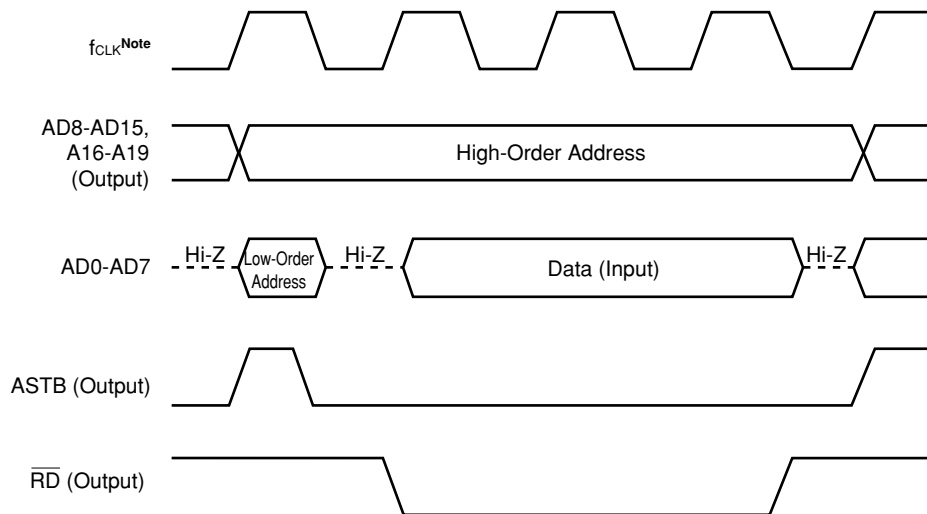 fCLKNote
AD8-AD15,
A16-A19
(Output)
High-Order Address
AD0-AD7
Hi-Z
Low-Order
Address
Hi-Z
Data (Input)
Hi-Z
ASTB (Output)
RD (Output)